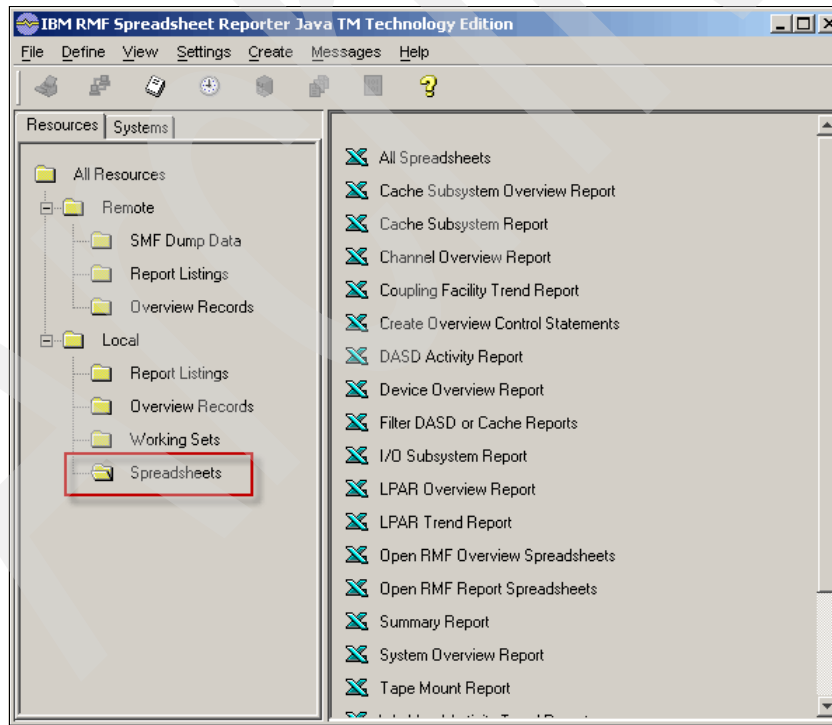 IBM RMF Spreadsheet Reporter Java TM Technology Edition
File Define View Settings Create Messages Help
Resources Systems
All Resources
Remote
SMF Dump Data
Report Listings
Overview Records
Local
Report Listings
Overview Records
Working Sets
Spreadsheets
All Spreadsheets
Cache Subsystem Overview Report
Cache Subsystem Report
Channel Overview Report
Coupling Facility Trend Report
Create Overview Control Statements
DASD Activity Report
Device Overview Report
Filter DASD or Cache Reports
I/O Subsystem Report
LPAR Overview Report
LPAR Trend Report
Open RMF Overview Spreadsheets
Open RMF Report Spreadsheets
Summary Report
System Overview Report
Tape Mount Report